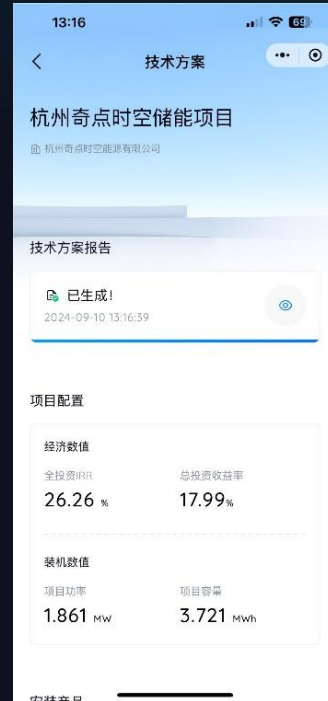 13:16
69
技术方案
杭州奇点时空储能项目
杭州奇点时空能源有限公司
技术方案报告
已生成!
2024-09-10 13:16:39
项目配置
经济数值
全投资IRR
总投资收益率
26.26 %
17.99%
装机数值
项目功率
项目容量
1.861 MW
3.721 MWh
安装产品